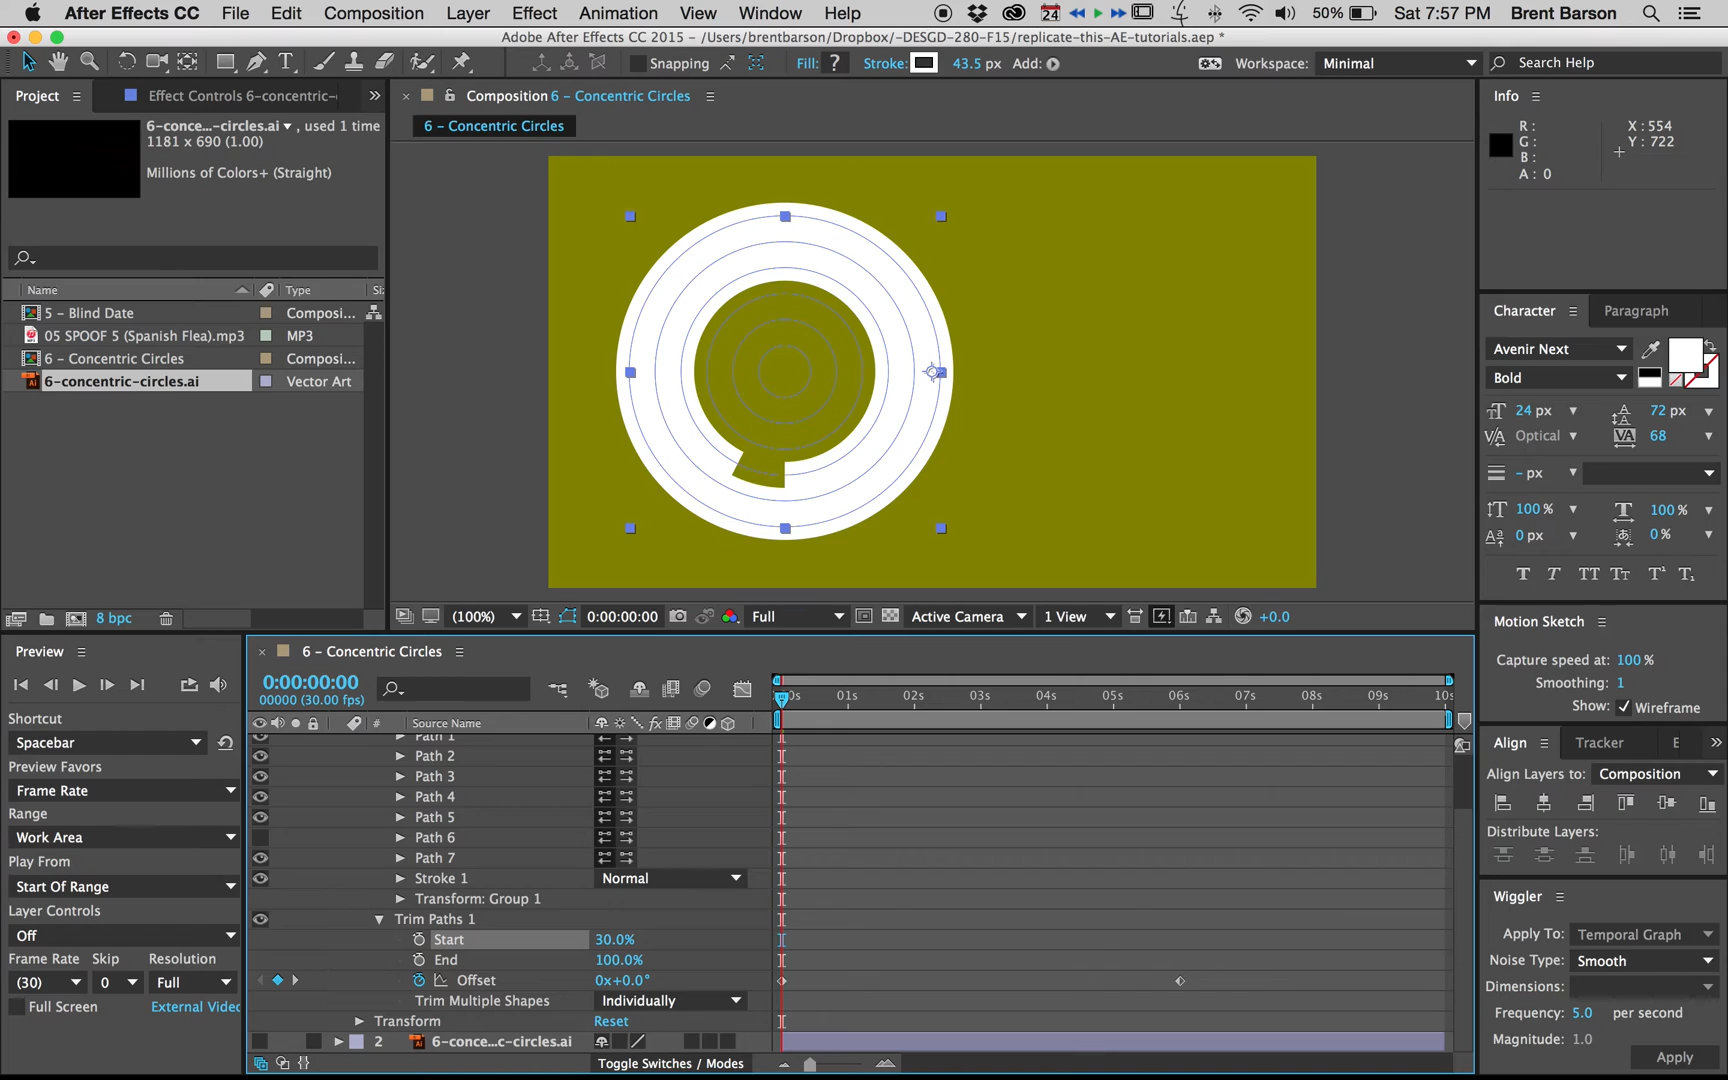 After Effects CC File Edit Composition Layer Effect Animation View Window Help 24 50% Sat 7:57 PM Brent Barson
Adobe After Effects CC 2015 - /Users/brentbarson/Dropbox/-DESGD-280-F15/replicate-this-AE-tutorials.aep *
Snapping Fill: ? Stroke: 43.5 px Add: Workspace: Minimal Search Help
Project Effect Controls 6-concentric- Composition 6 – Concentric Circles Info
6-conce...-circles.ai , used 1 time
1181 x 690 (1.00)
Millions of Colors+ (Straight)
6 – Concentric Circles
R: X : 554
G: Y : 722
B:
A : 0
Name Type Si
5 – Blind Date Composi...
05 SPOOF 5 (Spanish Flea).mp3 MP3
6 – Concentric Circles Composi...
6-concentric-circles.ai Vector Art
Ai
8 bpc
Character Paragraph
Avenir Next
Bold
24 px 72 px
Optical 68
- px
100 % 100 %
0 px 0 %
T T TT Tт T¹ T₁
(100%) 0:00:00:00 Full Active Camera 1 View +0.0
Motion Sketch
Capture speed at: 100 %
Smoothing: 1
Show: Wireframe
Preview
Shortcut
Spacebar
Preview Favors
Frame Rate
Range
Work Area
Play From
Start Of Range
Layer Controls
Off
Frame Rate Skip Resolution
(30) 0 Full
Full Screen External Video
6 – Concentric Circles
0:00:00:00
00000 (30.00 fps)
0s 01s 02s 03s 04s 05s 06s 07s 08s 09s 10s
# Source Name fx
Path 1
Path 2
Path 3
Path 4
Path 5
Path 6
Path 7
Stroke 1 Normal
Transform: Group 1
Trim Paths 1
Start 30.0%
End 100.0%
Offset 0x+0.0°
Trim Multiple Shapes Individually
Transform Reset
2 6-conce...c-circles.ai
Toggle Switches / Modes
Align Tracker E
Align Layers to: Composition
Distribute Layers:
Wiggler
Apply To: Temporal Graph
Noise Type: Smooth
Dimensions:
Frequency: 5.0 per second
Magnitude: 1.0
Apply